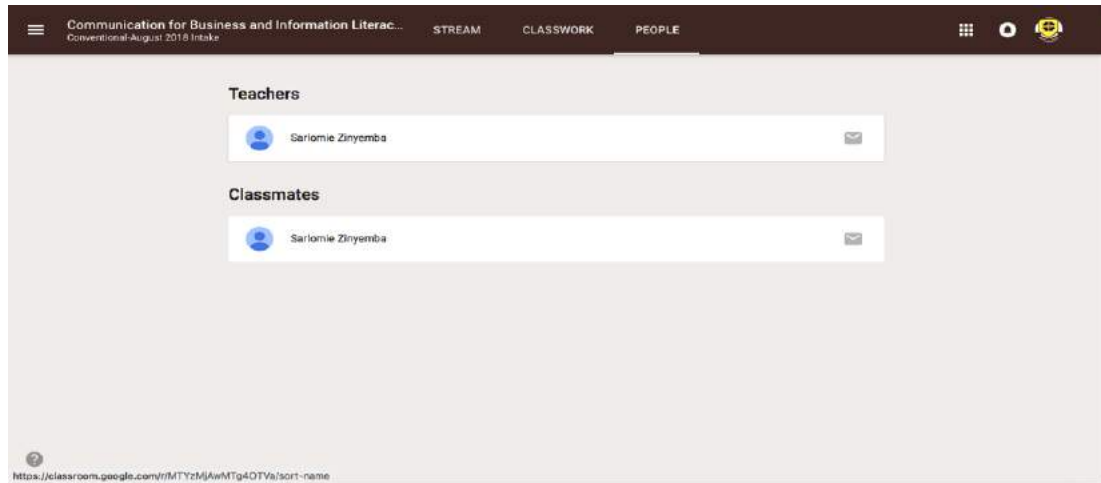 Communication for Business and Information Literac...
Conventional-August 2018 Intake
STREAM
CLASSWORK
PEOPLE
Teachers
Sarlomie Zinyemba
Classmates
Sarlomie Zinyemba
https://classroom.google.com/r/MTYzMjAwMTg4OTVa/sort-name